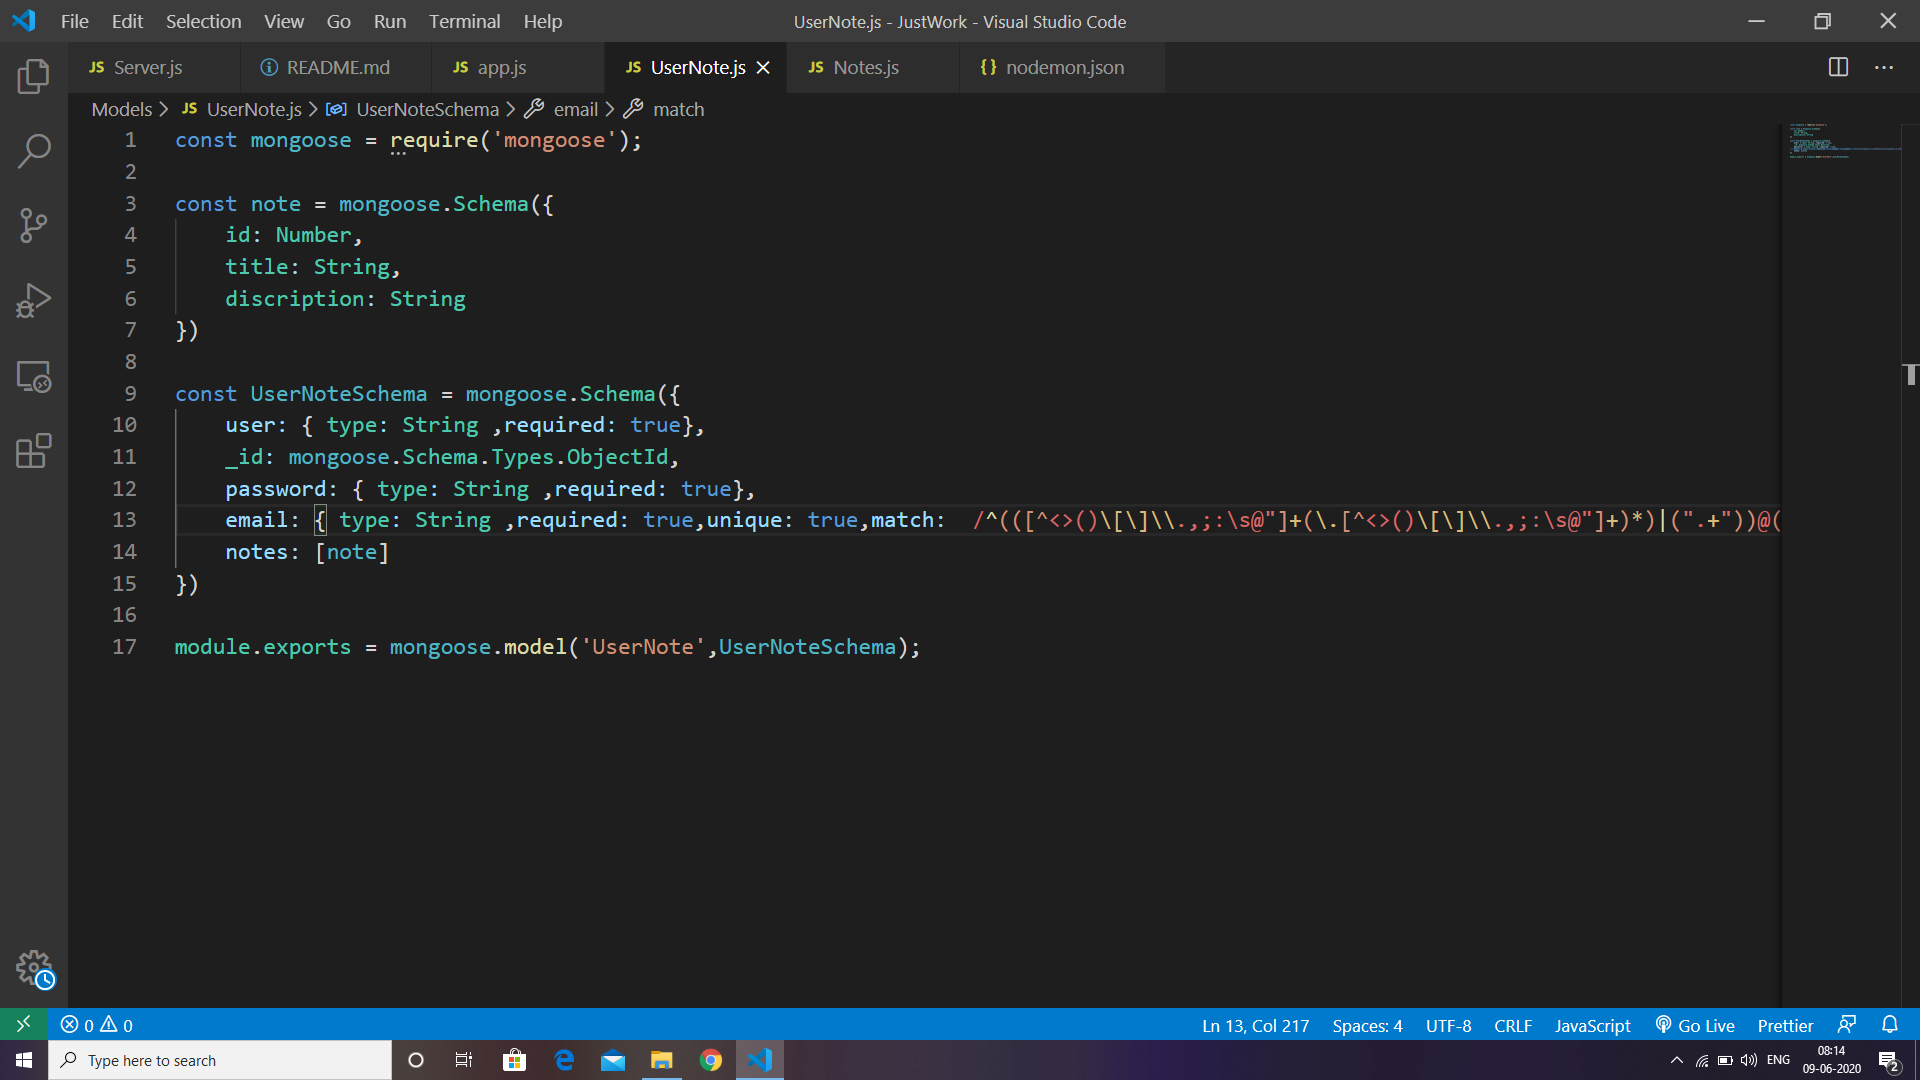 File Edit Selection View Go Run Terminal Help UserNote.js - JustWork - Visual Studio Code
JS Server.js README.md JS app.js JS UserNote.js JS Notes.js {} nodemon.json
Models > JS UserNote.js > UserNoteSchema > email > match
1 const mongoose = require('mongoose');
2
3 const note = mongoose.Schema({
4 id: Number,
5 title: String,
6 discription: String
7 })
8
9 const UserNoteSchema = mongoose.Schema({
10 user: { type: String ,required: true},
11 _id: mongoose.Schema.Types.ObjectId,
12 password: { type: String ,required: true},
13 email: { type: String ,required: true,unique: true,match: /^(([^<>()\[\]\\.,;:\s@"]+(\.[^<>()\[\]\\.,;:\s@"]+)*)|(".+"))@(
14 notes: [note]
15 })
16
17 module.exports = mongoose.model('UserNote',UserNoteSchema);
0 0 Ln 13, Col 217 Spaces: 4 UTF-8 CRLF JavaScript Go Live Prettier
Type here to search ENG 08:14
09-06-2020 2